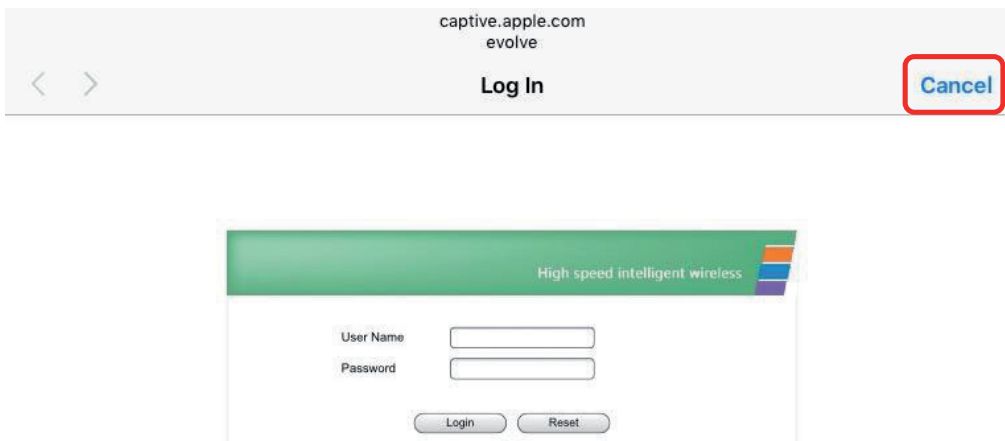 captive.apple.com
evolve
Log In
Cancel
High speed intelligent wireless
User Name
Password
Login
Reset